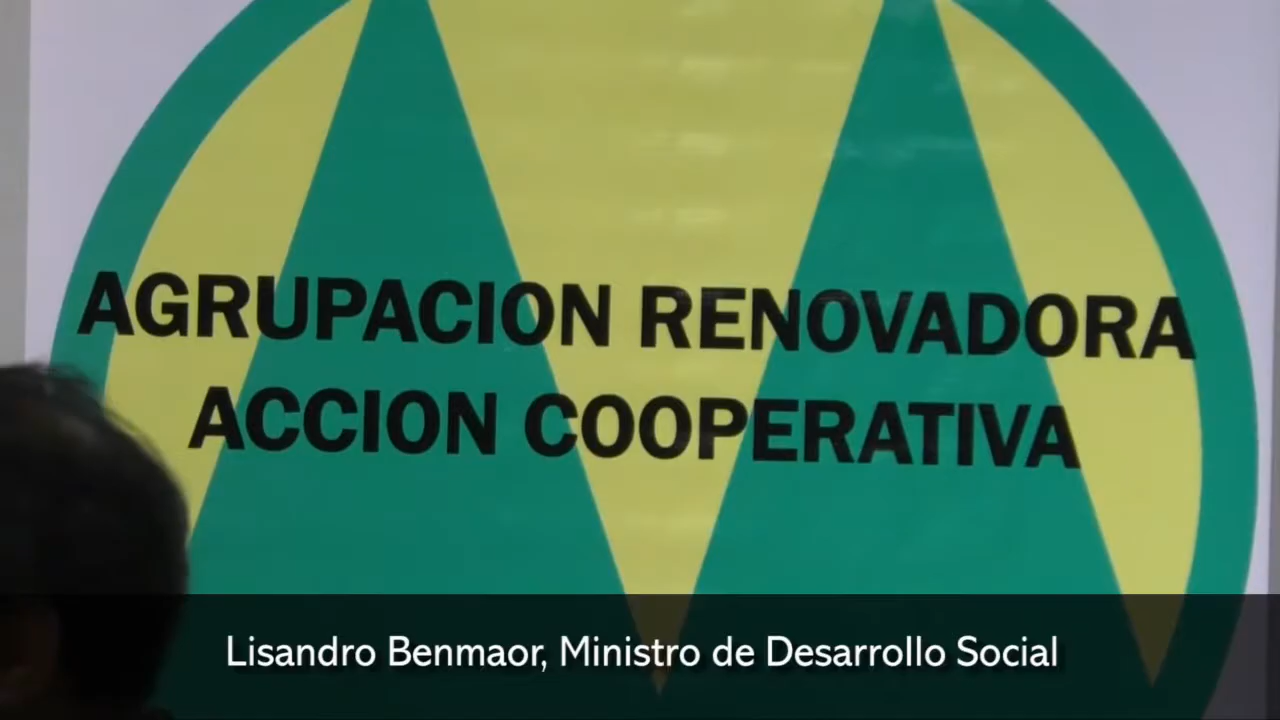 AGRUPACION RENOVADORA
ACCION COOPERATIVA
Lisandro Benmaor, Ministro de Desarrollo Social